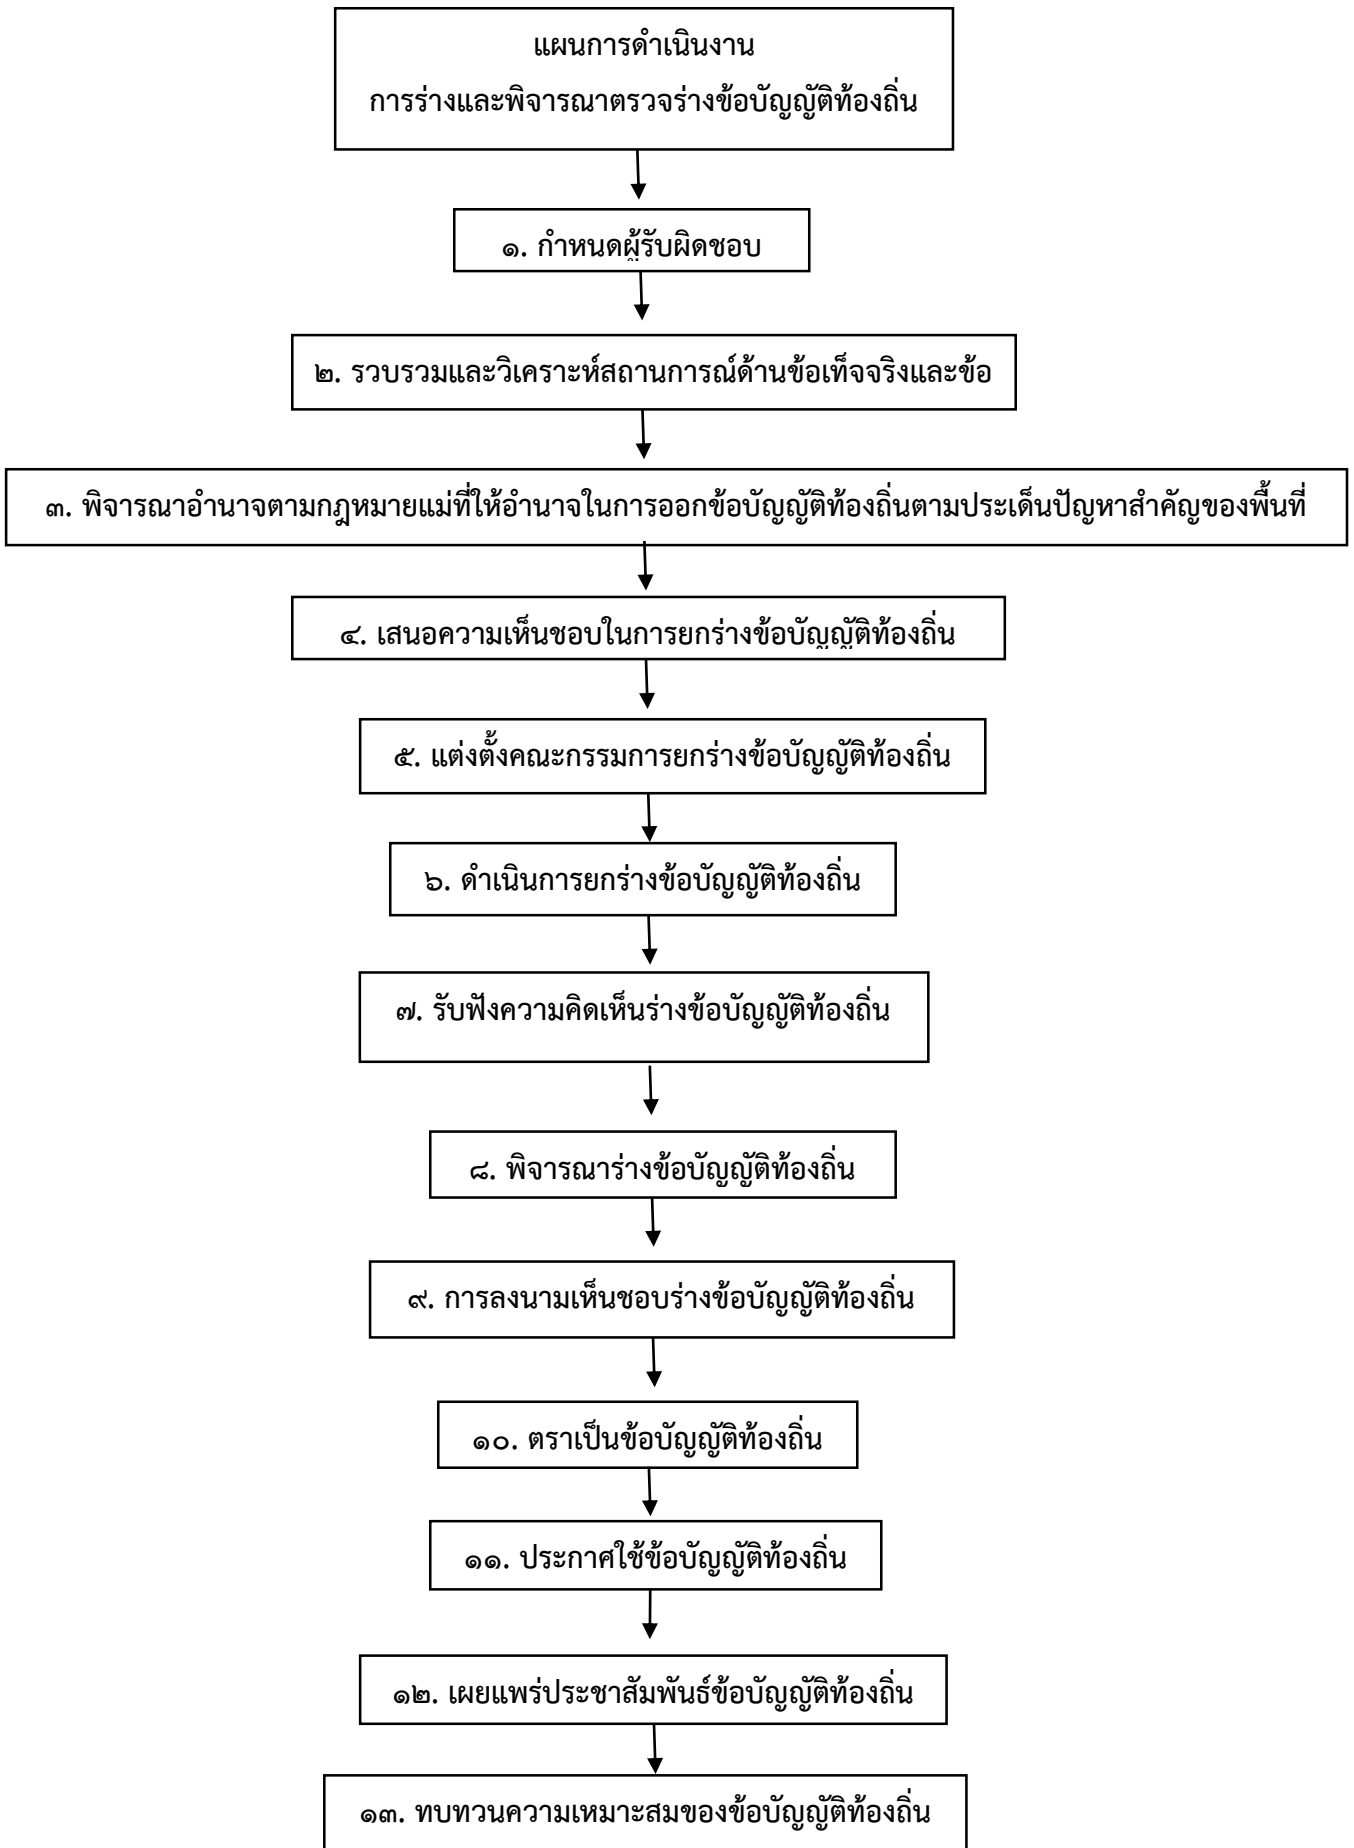 แผนการดำเนินงาน
การร่างและพิจารณาตรวจร่างข้อบัญญัติท้องถิ่น
๑. กำหนดผู้รับผิดชอบ
๒. รวบรวมและวิเคราะห์สถานการณ์ด้านข้อเท็จจริงและข้อ
๓. พิจารณาอำนาจตามกฎหมายแม่ที่ให้อำนาจในการออกข้อบัญญัติท้องถิ่นตามประเด็นปัญหาสำคัญของพื้นที่
๔. เสนอความเห็นชอบในการยกร่างข้อบัญญัติท้องถิ่น
๕. แต่งตั้งคณะกรรมการยกร่างข้อบัญญัติท้องถิ่น
๖. ดำเนินการยกร่างข้อบัญญัติท้องถิ่น
๗. รับฟังความคิดเห็นร่างข้อบัญญัติท้องถิ่น
๘. พิจารณาร่างข้อบัญญัติท้องถิ่น
๙. การลงนามเห็นชอบร่างข้อบัญญัติท้องถิ่น
๑๐. ตราเป็นข้อบัญญัติท้องถิ่น
๑๑. ประกาศใช้ข้อบัญญัติท้องถิ่น
๑๒. เผยแพร่ประชาสัมพันธ์ข้อบัญญัติท้องถิ่น
๑๓. ทบทวนความเหมาะสมของข้อบัญญัติท้องถิ่น